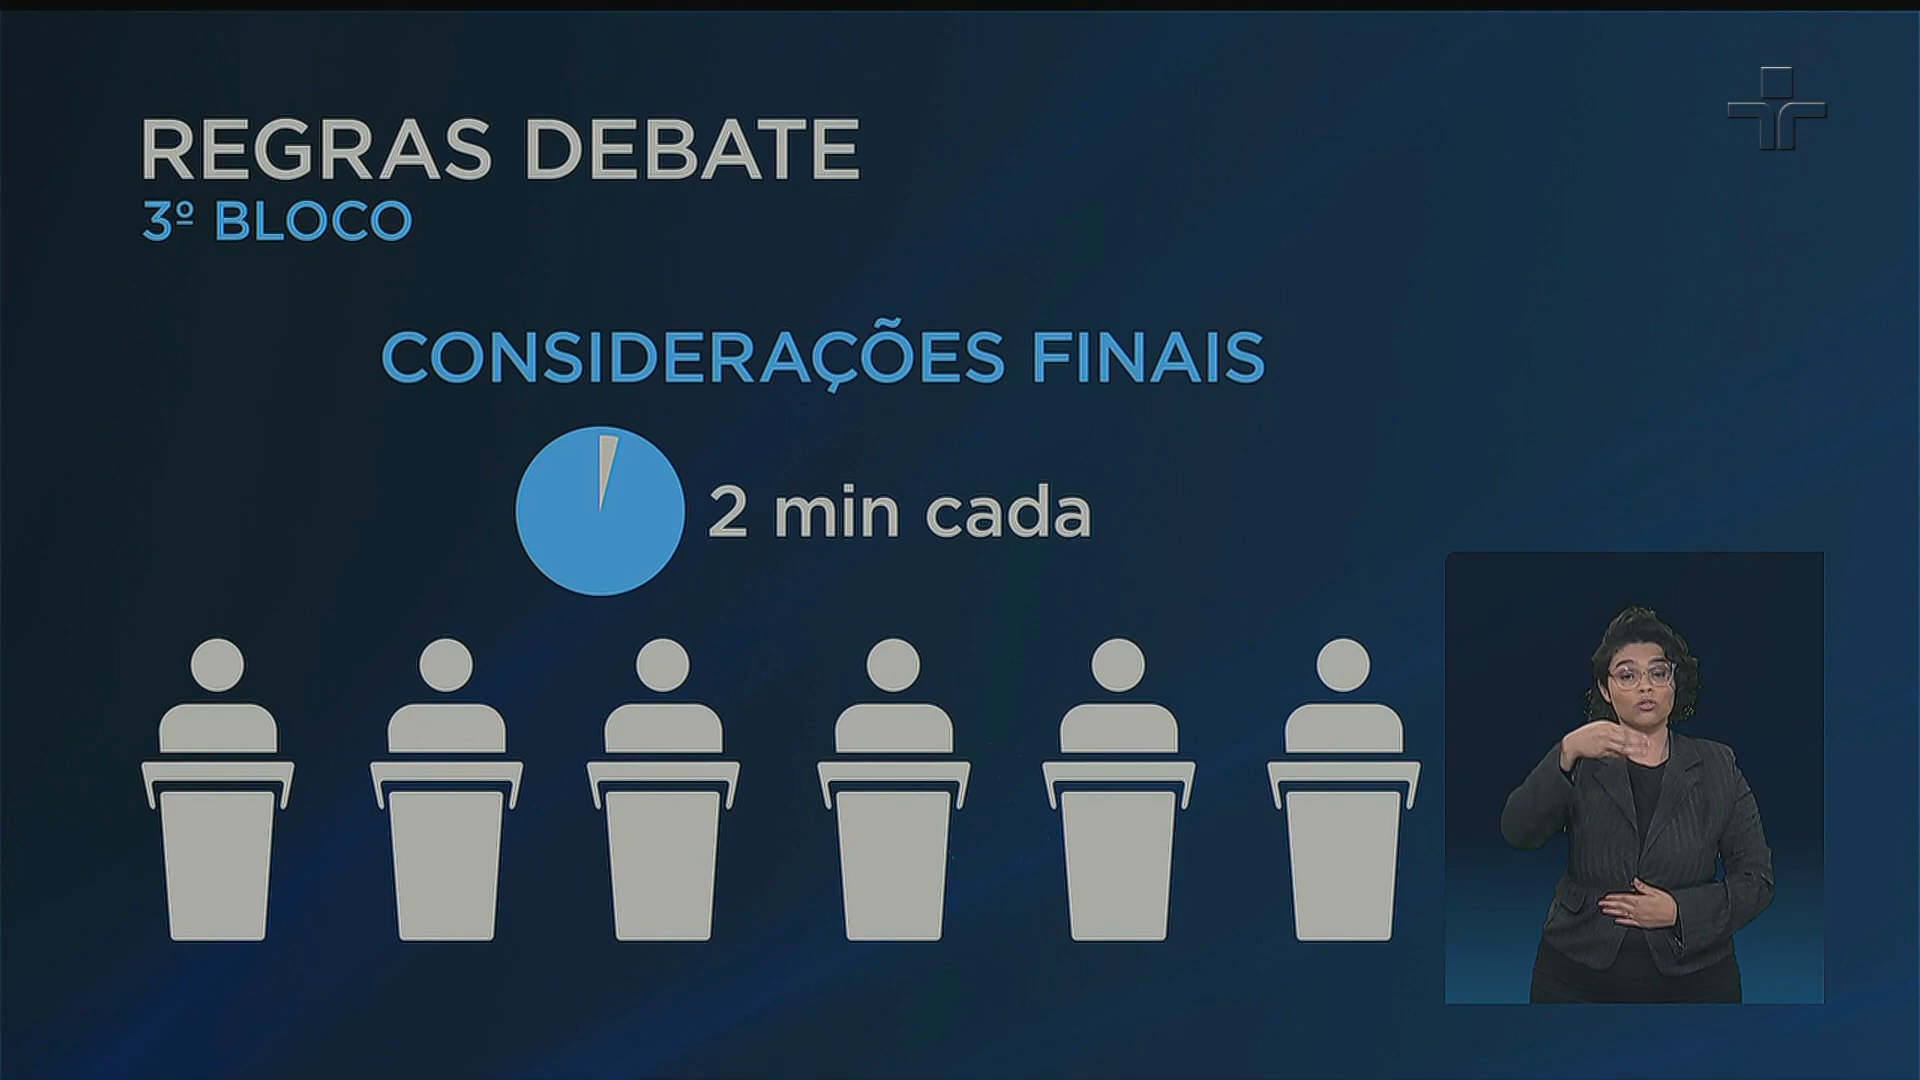 REGRAS DEBATE
3º BLOCO
CONSIDERAÇÕES FINAIS
2 min cada